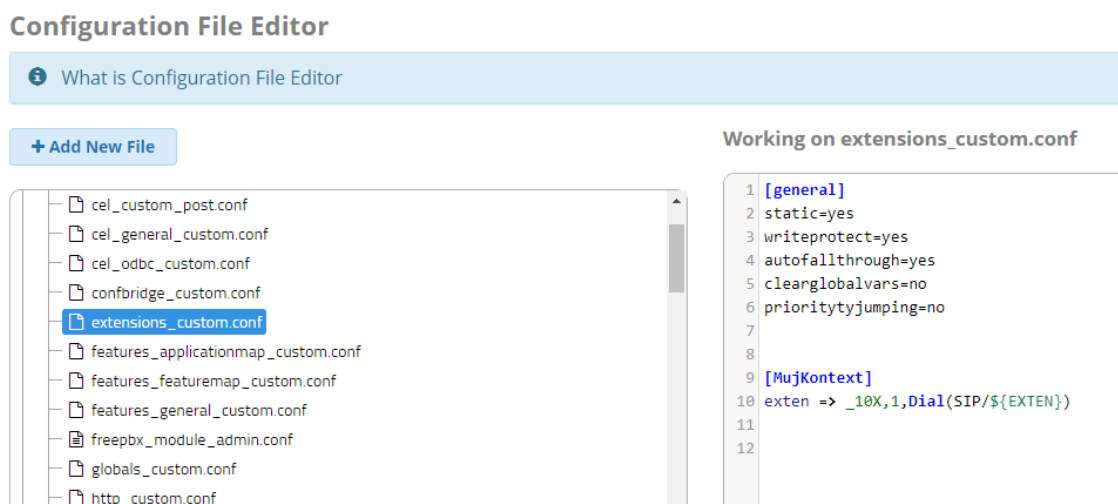 Configuration File Editor
What is Configuration File Editor
+ Add New File
cel_custom_post.conf
cel_general_custom.conf
cel_odbc_custom.conf
confbridge_custom.conf
extensions_custom.conf
features_applicationmap_custom.conf
features_featuremap_custom.conf
features_general_custom.conf
freepbx_module_admin.conf
globals_custom.conf
http_custom.conf
Working on extensions_custom.conf
1 [general]
2 static=yes
3 writeprotect=yes
4 autofallthrough=yes
5 clearglobalvars=no
6 prioritytyjumping=no
7
8
9 [MujKontext]
10 exten => _10X,1,Dial(SIP/${EXTEN})
11
12